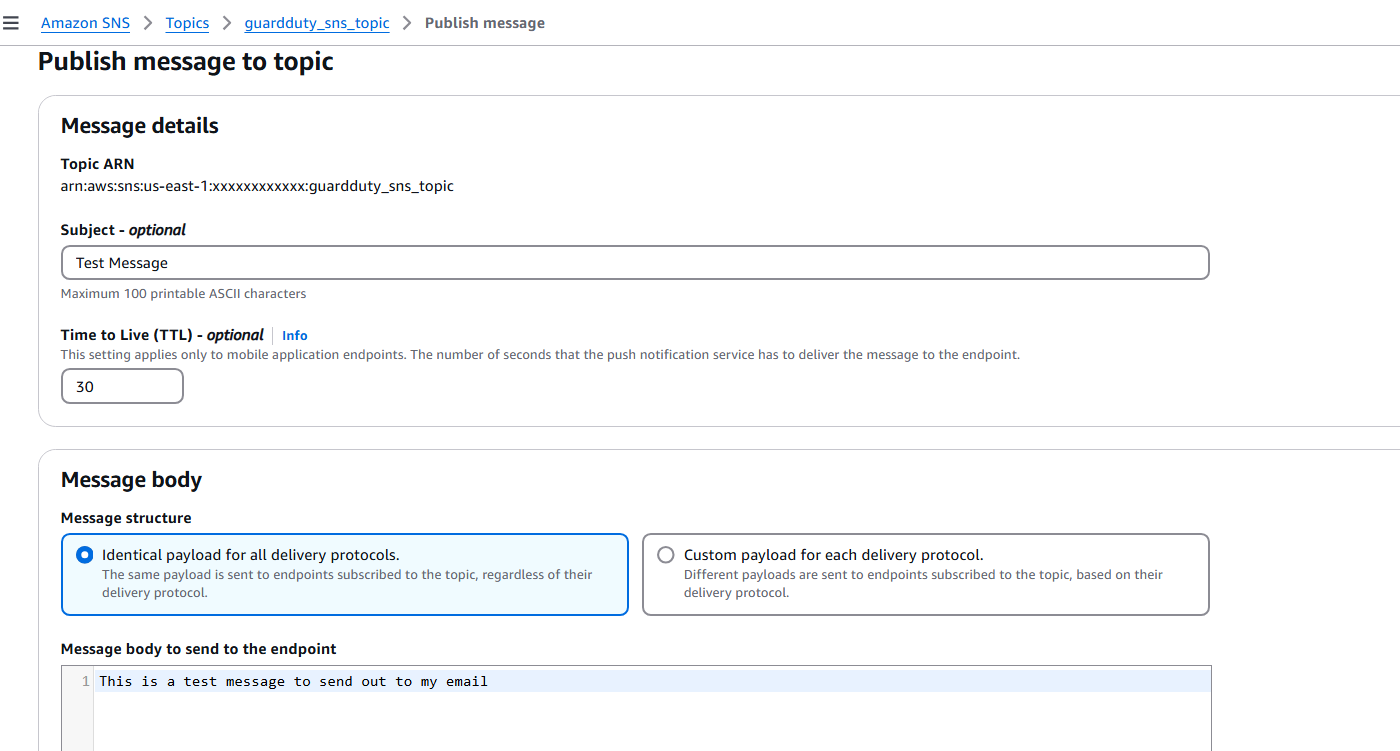 Amazon SNS > Topics > guardduty_sns_topic > Publish message
Publish message to topic
Message details
Topic ARN
arn:aws:sns:us-east-1:xxxxxxxxxxxx:guardduty_sns_topic
Subject - optional
Test Message
Maximum 100 printable ASCII characters
Time to Live (TTL) - optional | Info
This setting applies only to mobile application endpoints. The number of seconds that the push notification service has to deliver the message to the endpoint.
30
Message body
Message structure
Identical payload for all delivery protocols.
The same payload is sent to endpoints subscribed to the topic, regardless of their
delivery protocol.
Custom payload for each delivery protocol.
Different payloads are sent to endpoints subscribed to the topic, based on their
delivery protocol.
Message body to send to the endpoint
1 This is a test message to send out to my email